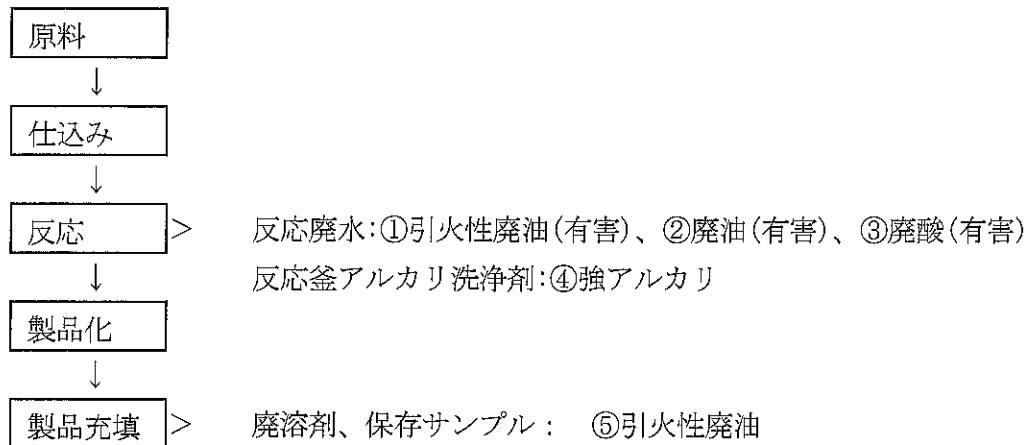 原料
↓
仕込み
↓
反応 > 反応廃水:①引火性廃油(有害)、②廃油(有害)、③廃酸(有害)
↓ 反応釜アルカリ洗浄剤:④強アルカリ
製品化
↓
製品充填 > 廃溶剤、保存サンプル： ⑤引火性廃油